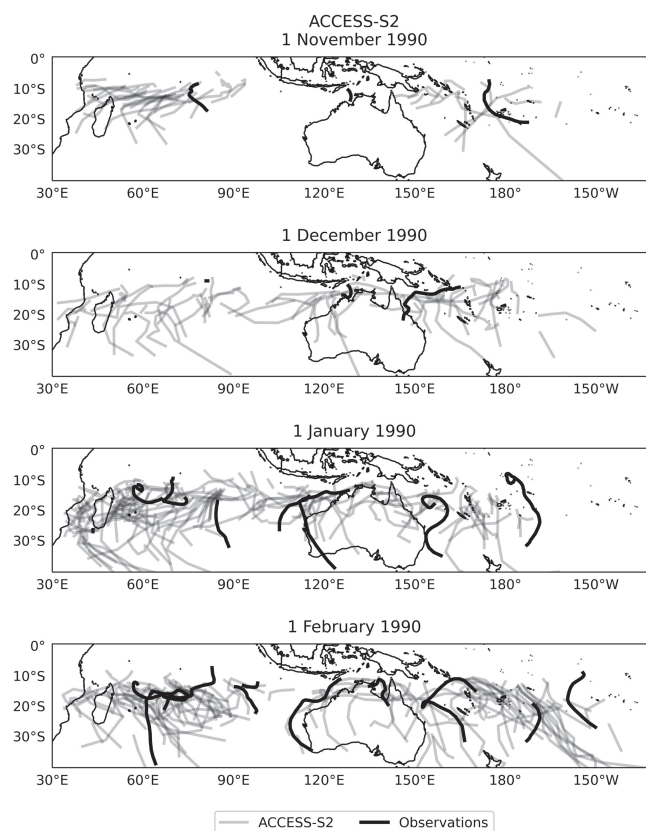 ACCESS-S2
1 November 1990
0°
10°S
20°S
30°S
30°E 60°E 90°E 120°E 150°E 180° 150°W
1 December 1990
0°
10°S
20°S
30°S
30°E 60°E 90°E 120°E 150°E 180° 150°W
1 January 1990
0°
10°S
20°S
30°S
30°E 60°E 90°E 120°E 150°E 180° 150°W
1 February 1990
0°
10°S
20°S
30°S
30°E 60°E 90°E 120°E 150°E 180° 150°W
ACCESS-S2 Observations